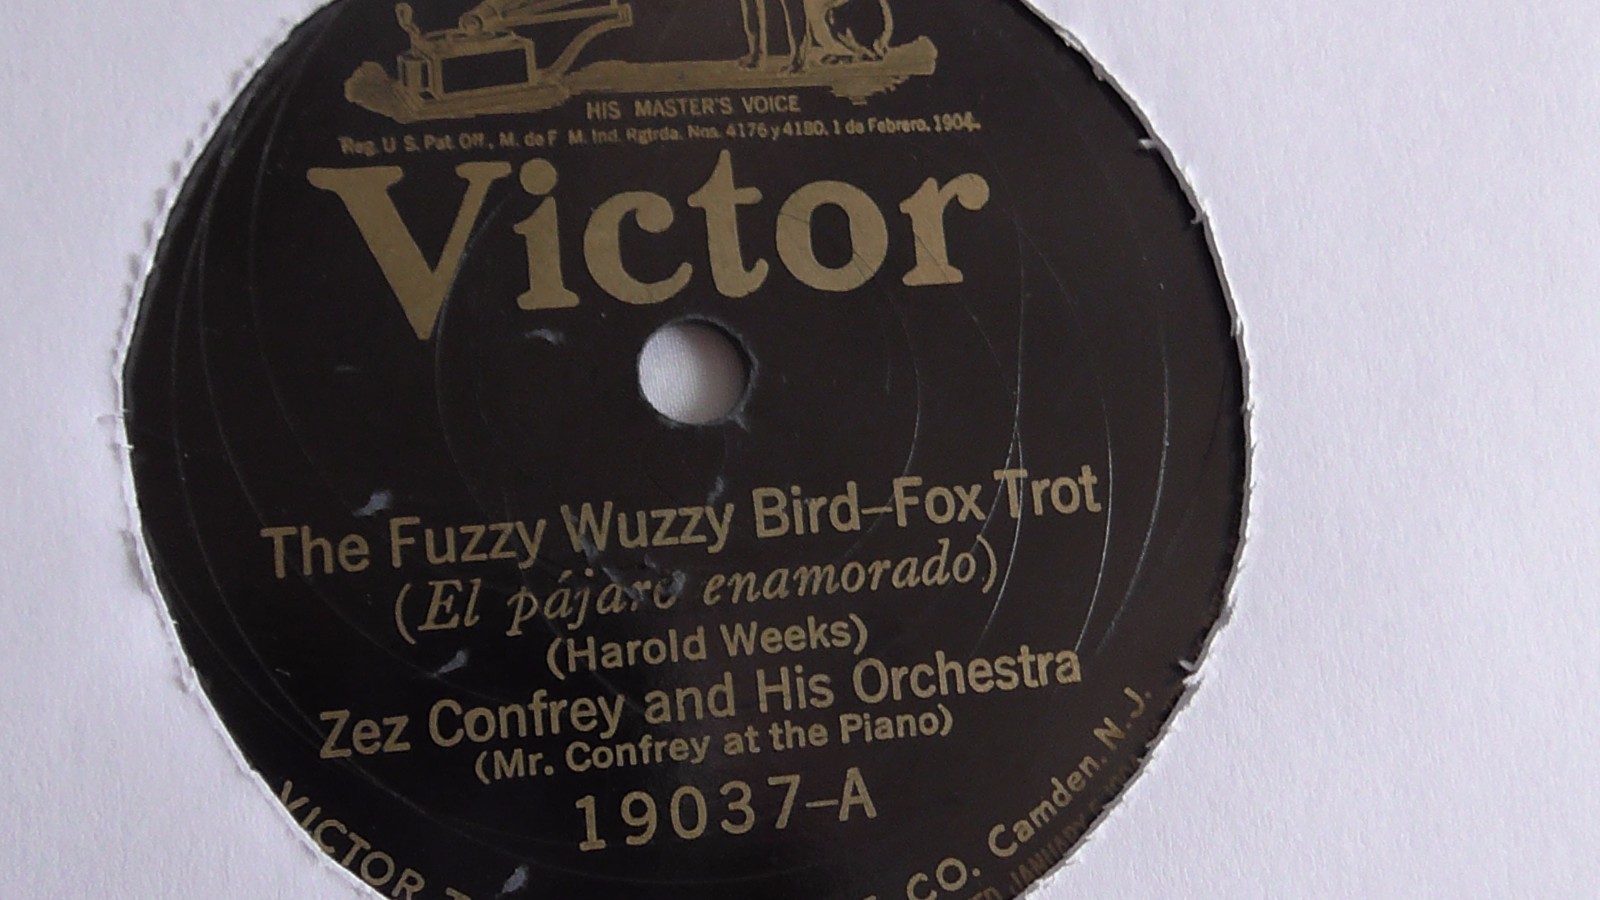 HIS MASTER'S VOICE
Reg. U S. Pat. Off., M. de F M. Ind. Rgtrda. Nos. 4176 y 4180. 1 de Febrero. 1904.
Victor
The Fuzzy Wuzzy Bird–Fox Trot
(El pájaro enamorado)
(Harold Weeks)
Zez Confrey and His Orchestra
(Mr. Confrey at the Piano)
19037–A
VICTOR
CO. Camden, N. J.
JANUARY